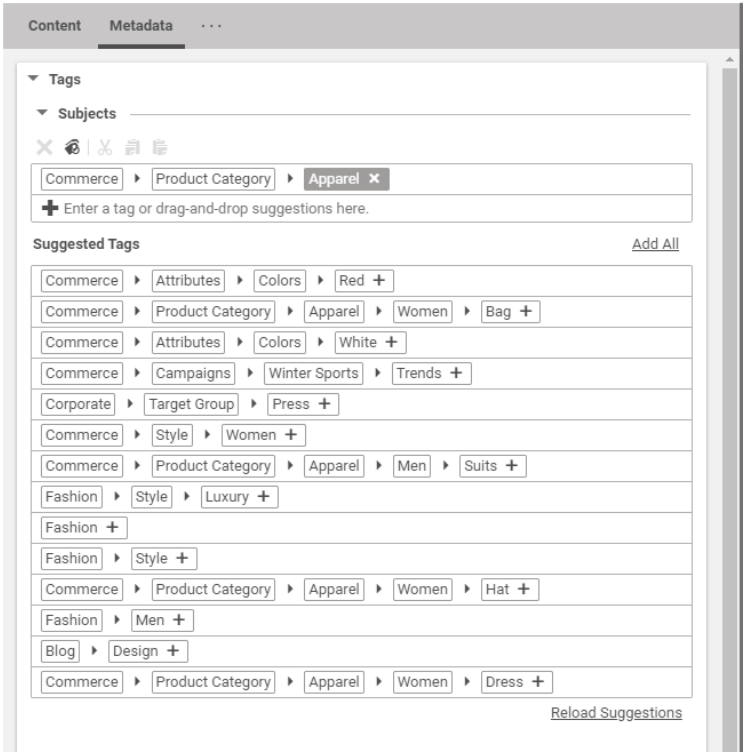 Content Metadata ···
Tags
Subjects
Commerce Product Category Apparel
Enter a tag or drag-and-drop suggestions here.
Suggested Tags Add All
Commerce Attributes Colors Red +
Commerce Product Category Apparel Women Bag +
Commerce Attributes Colors White +
Commerce Campaigns Winter Sports Trends +
Corporate Target Group Press +
Commerce Style Women +
Commerce Product Category Apparel Men Suits +
Fashion Style Luxury +
Fashion +
Fashion Style +
Commerce Product Category Apparel Women Hat +
Fashion Men +
Blog Design +
Commerce Product Category Apparel Women Dress +
Reload Suggestions